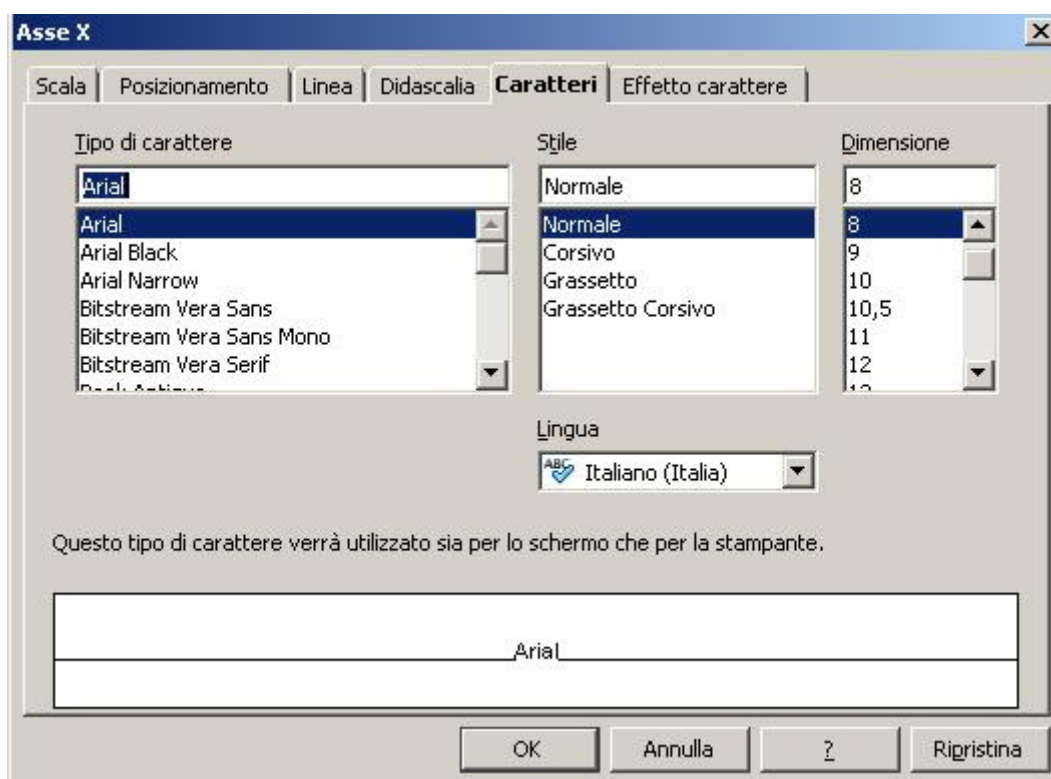 Asse X
Scala Posizionamento Linea Didascalia Caratteri Effetto carattere
Tipo di carattere Stile Dimensione
Arial Normale 8
Arial Normale 8
Arial Black Corsivo 9
Arial Narrow Grassetto 10
Bitstream Vera Sans Grassetto Corsivo 10,5
Bitstream Vera Sans Mono 11
Bitstream Vera Serif 12
Lingua
ABC Italiano (Italia)
Questo tipo di carattere verrà utilizzato sia per lo schermo che per la stampante.
Arial
OK Annulla ? Ripristina